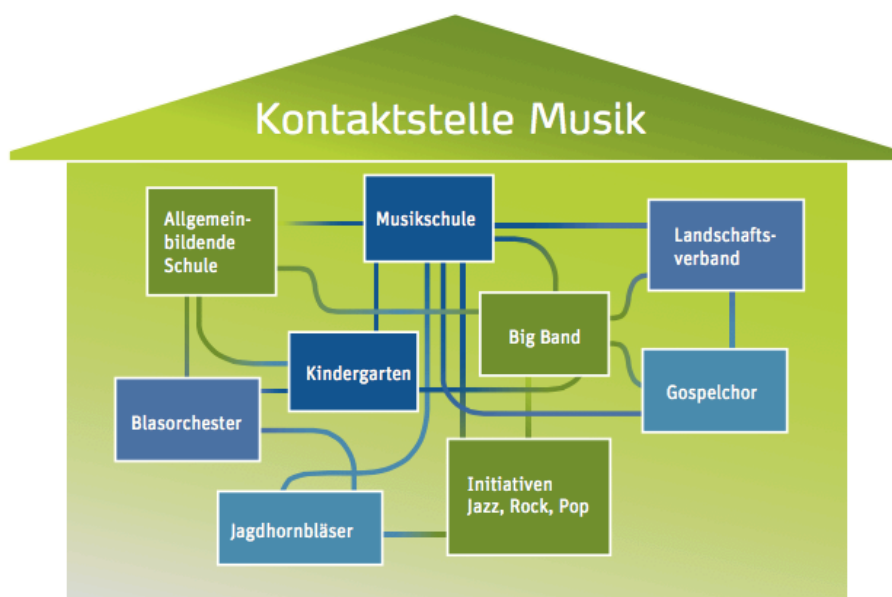 Kontaktstelle Musik
Allgemein-
bildende
Schule
Musikschule
Landschafts-
verband
Big Band
Kindergarten
Gospelchor
Blasorchester
Initiativen
Jazz, Rock, Pop
Jagdhornbläser